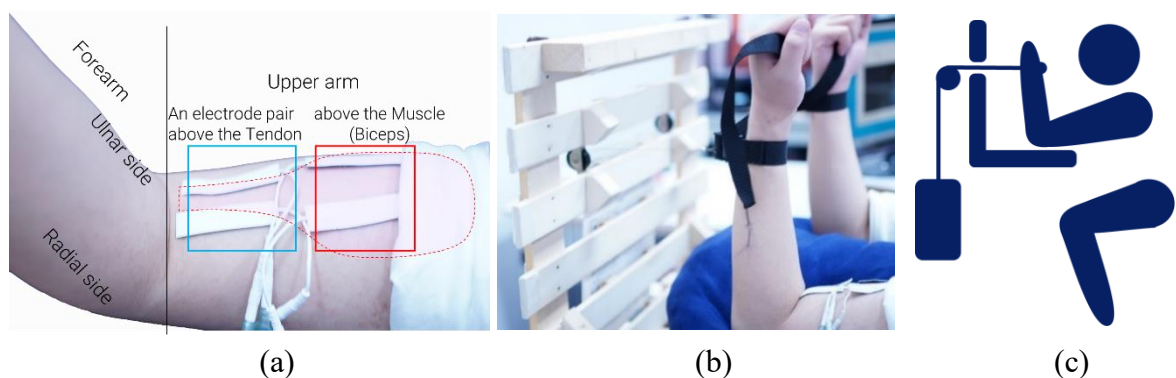 Forearm
Ulnar side
Radial side
Upper arm
An electrode pair
above the Tendon
above the Muscle
(Biceps)
(a)
(b)
(c)